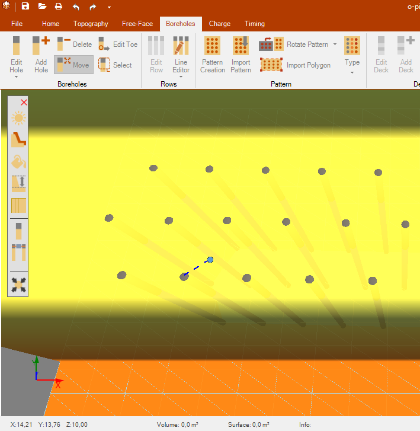 o-pi
File Home Topography Free-Face Boreholes Charge Timing
Edit Hole Add Hole Delete Move Edit Toe Select
Edit Row Line Editor
Pattern Creation Import Pattern Rotate Pattern Import Polygon Type
Edit Deck Add Deck
Boreholes Rows Pattern De
X
X:14,21 Y:13,76 Z:10,00 Volume: 0,0 m³ Surface: 0,0 m² Info: